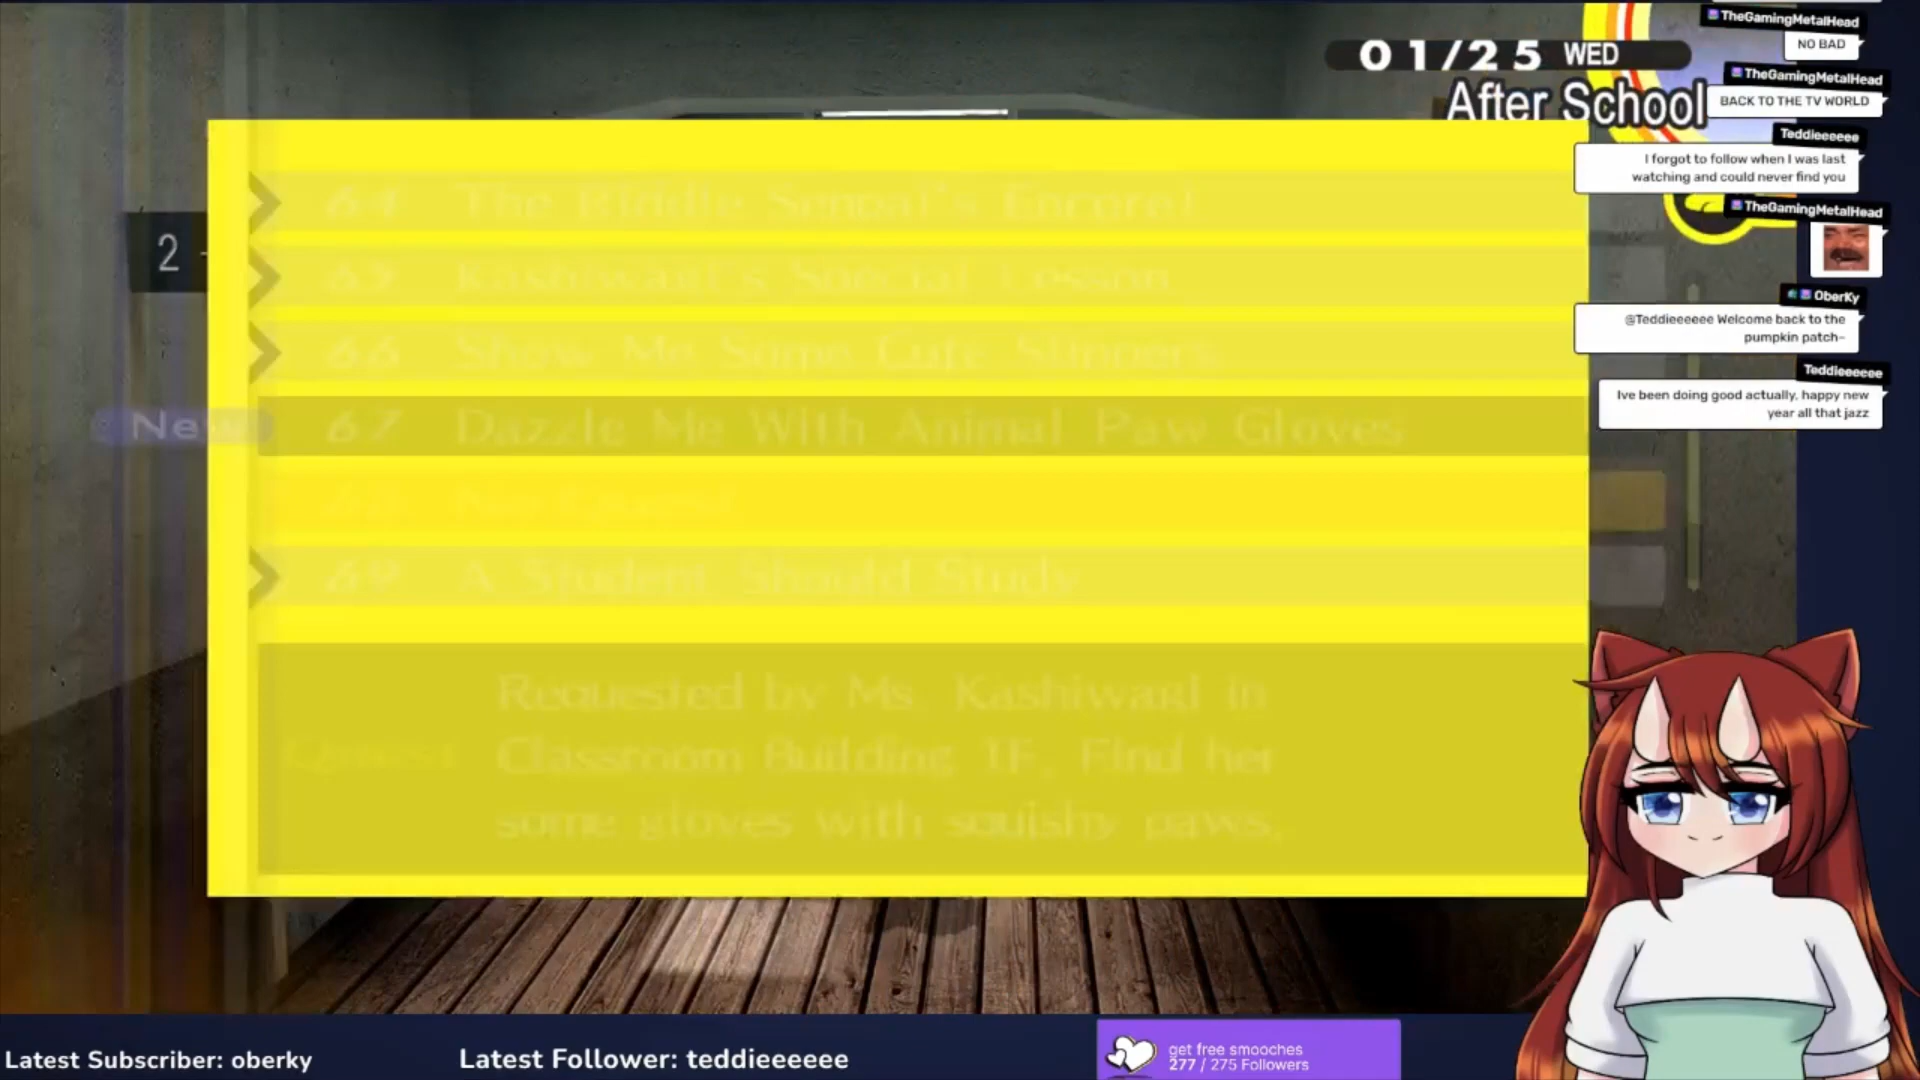 01/25 WED
After School
2
64 The Riddle Senpai's Encore!
65 Kashiwagi's Special Lesson
66 Show Me Some Cute Slippers
New 67 Dazzle Me With Animal Paw Gloves
68
69 A Student Should Study
Quest
Requested by Ms. Kashiwagi in
Classroom Building 1F. Find her
some gloves with squishy paws.
TheGamingMetalHead
NO BAD
TheGamingMetalHead
BACK TO THE TV WORLD
Teddieeeeee
I forgot to follow when I was last
watching and could never find you
TheGamingMetalHead
OberKy
@Teddieeeeee Welcome back to the
pumpkin patch~
Teddieeeeee
Ive been doing good actually, happy new
year all that jazz
Latest Subscriber: oberky
Latest Follower: teddieeeeee
get free smooches
277 / 275 Followers